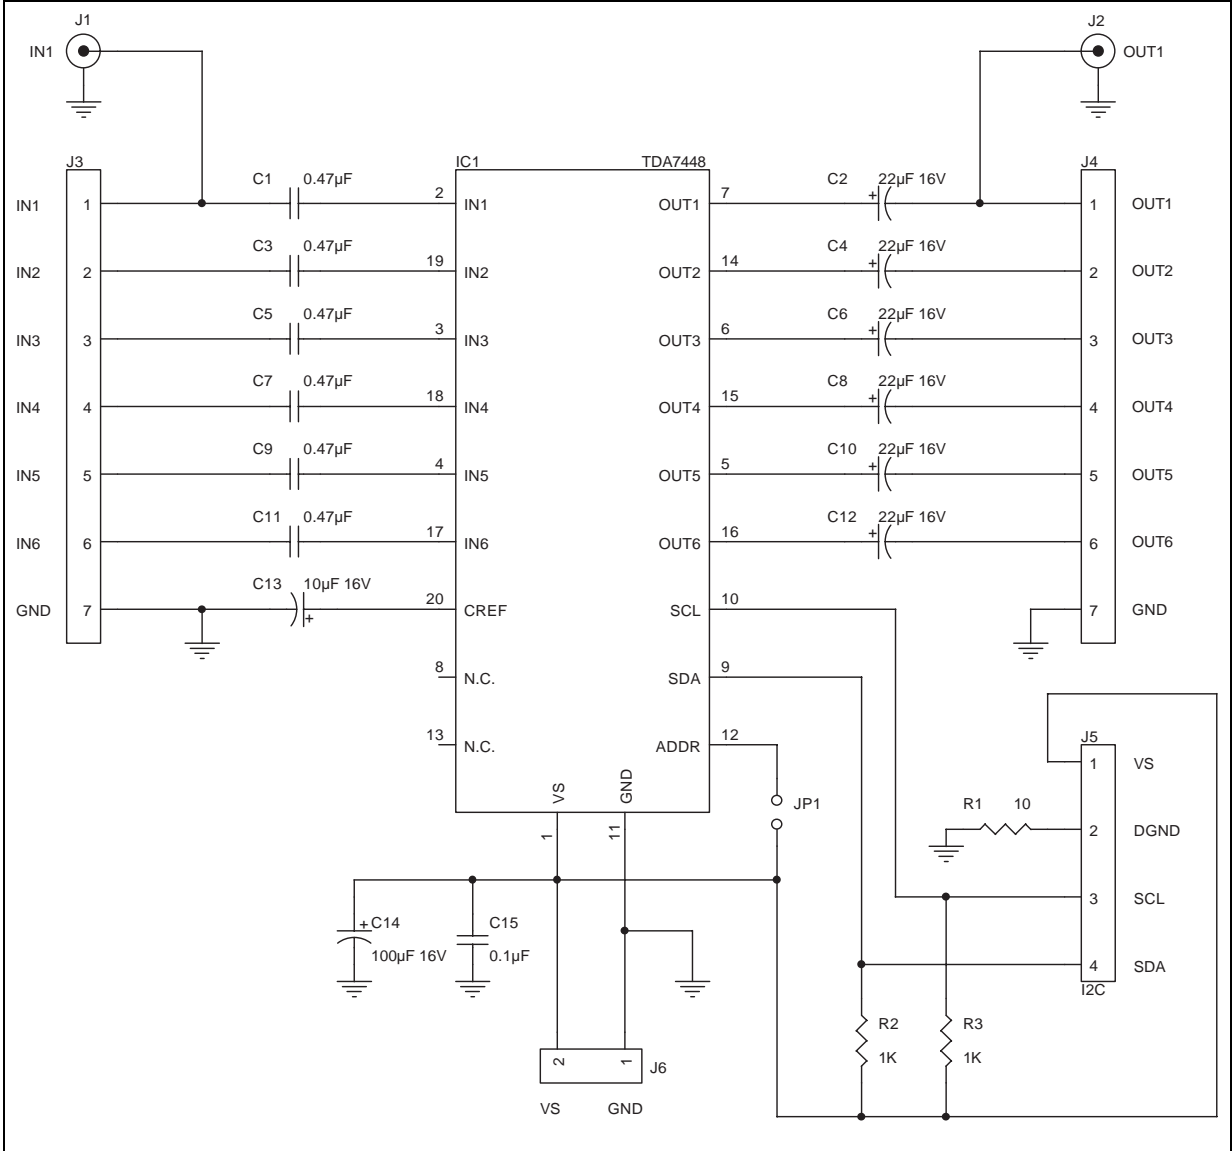 J1
J2
IN1
OUT1
J3
IC1
TDA7448
J4
C1 0.47µF
C2 22µF 16V
IN1 1 2 IN1 OUT1 7 + 1 OUT1
C3 0.47µF
C4 22µF 16V
IN2 2 19 IN2 OUT2 14 + 2 OUT2
C5 0.47µF
C6 22µF 16V
IN3 3 3 IN3 OUT3 6 + 3 OUT3
C7 0.47µF
C8 22µF 16V
IN4 4 18 IN4 OUT4 15 + 4 OUT4
C9 0.47µF
C10 22µF 16V
IN5 5 4 IN5 OUT5 5 + 5 OUT5
C11 0.47µF
C12 22µF 16V
IN6 6 17 IN6 OUT6 16 + 6 OUT6
C13 10µF 16V
GND 7 + 20 CREF SCL 10 7 GND
8 N.C. SDA 9
13 N.C. ADDR 12
J5
1 VS
VS GND
JP1
R1 10
2 DGND
1 11
3 SCL
+ C14
100µF 16V
C15
0.1µF
4 SDA
I2C
R2
1K
R3
1K
2 1 J6
VS GND